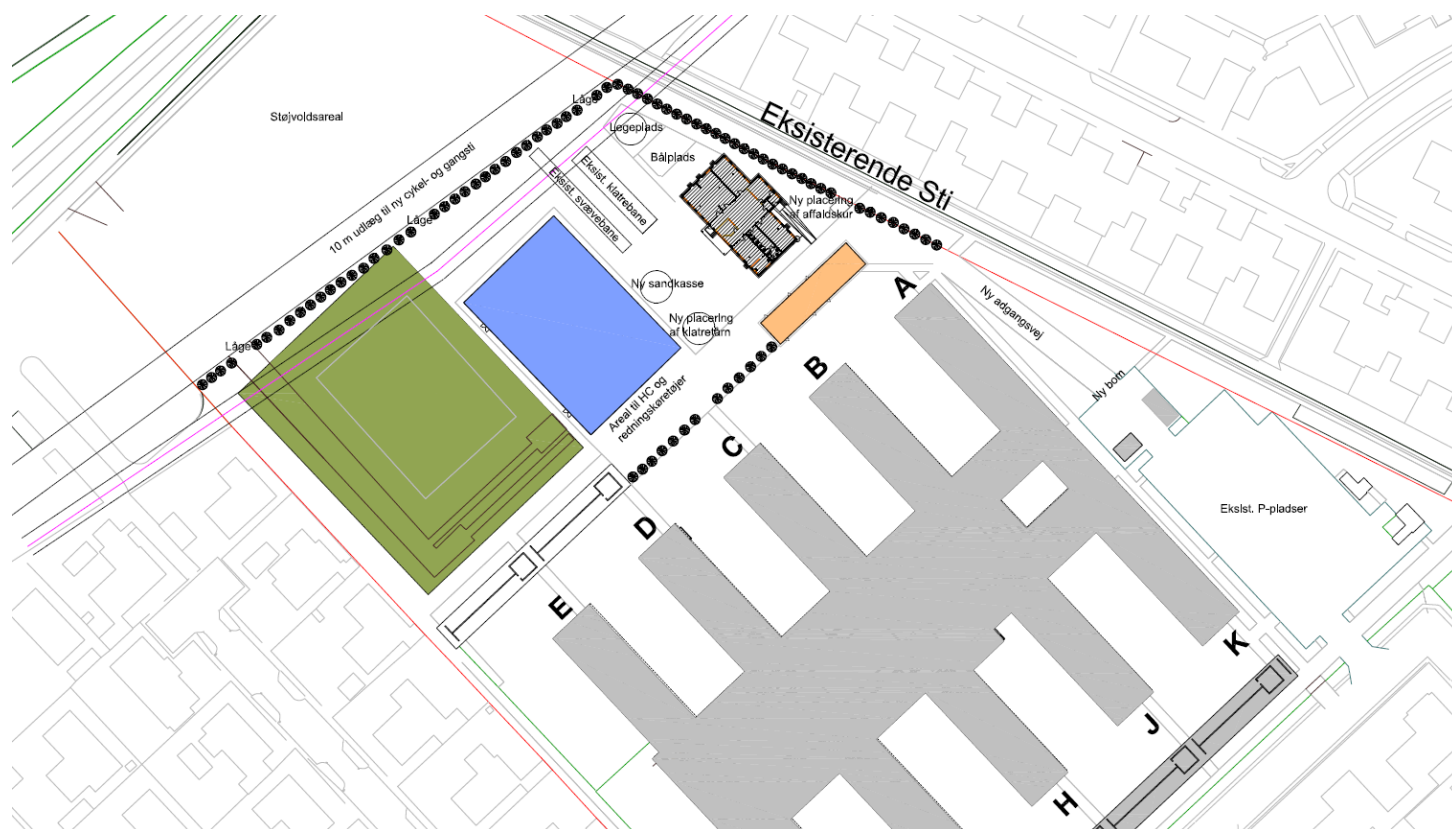 Støjvoldsareal
Låge
Legeplads
Eksisterende Sti
Bålplads
10 m udlæg til ny cykel- og gangsti
Eksist. klatrebane
Eksist. svævebane
Låge
Ny placering
af affaldskur
Ny sandkasse
Ny placering
af klatretårn
Låge
Areal til HC og
redningskøretøjer
Ny adgangsvej
Ny bom
Eksist. P-pladser
A
B
C
D
E
K
J
H